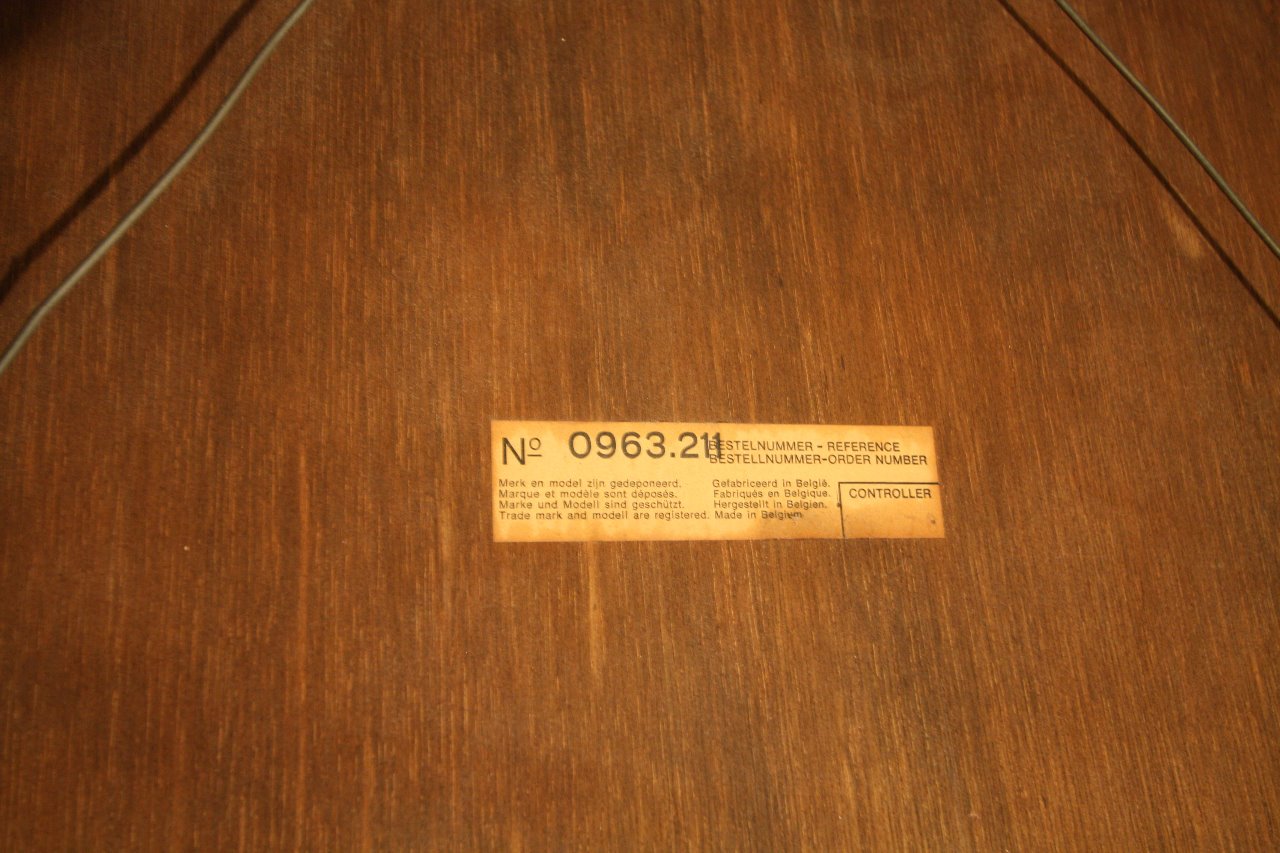 Nº 0963.211 BESTELNUMMER - REFERENCE
BESTELLNUMMER-ORDER NUMBER
Merk en model zijn gedeponeerd.
Marque et modèle sont déposés.
Marke und Modell sind geschützt.
Trade mark and modell are registered.
Gefabriceerd in België.
Fabriqués en Belgique.
Hergestellt in Belgien.
Made in Belgium
CONTROLLER